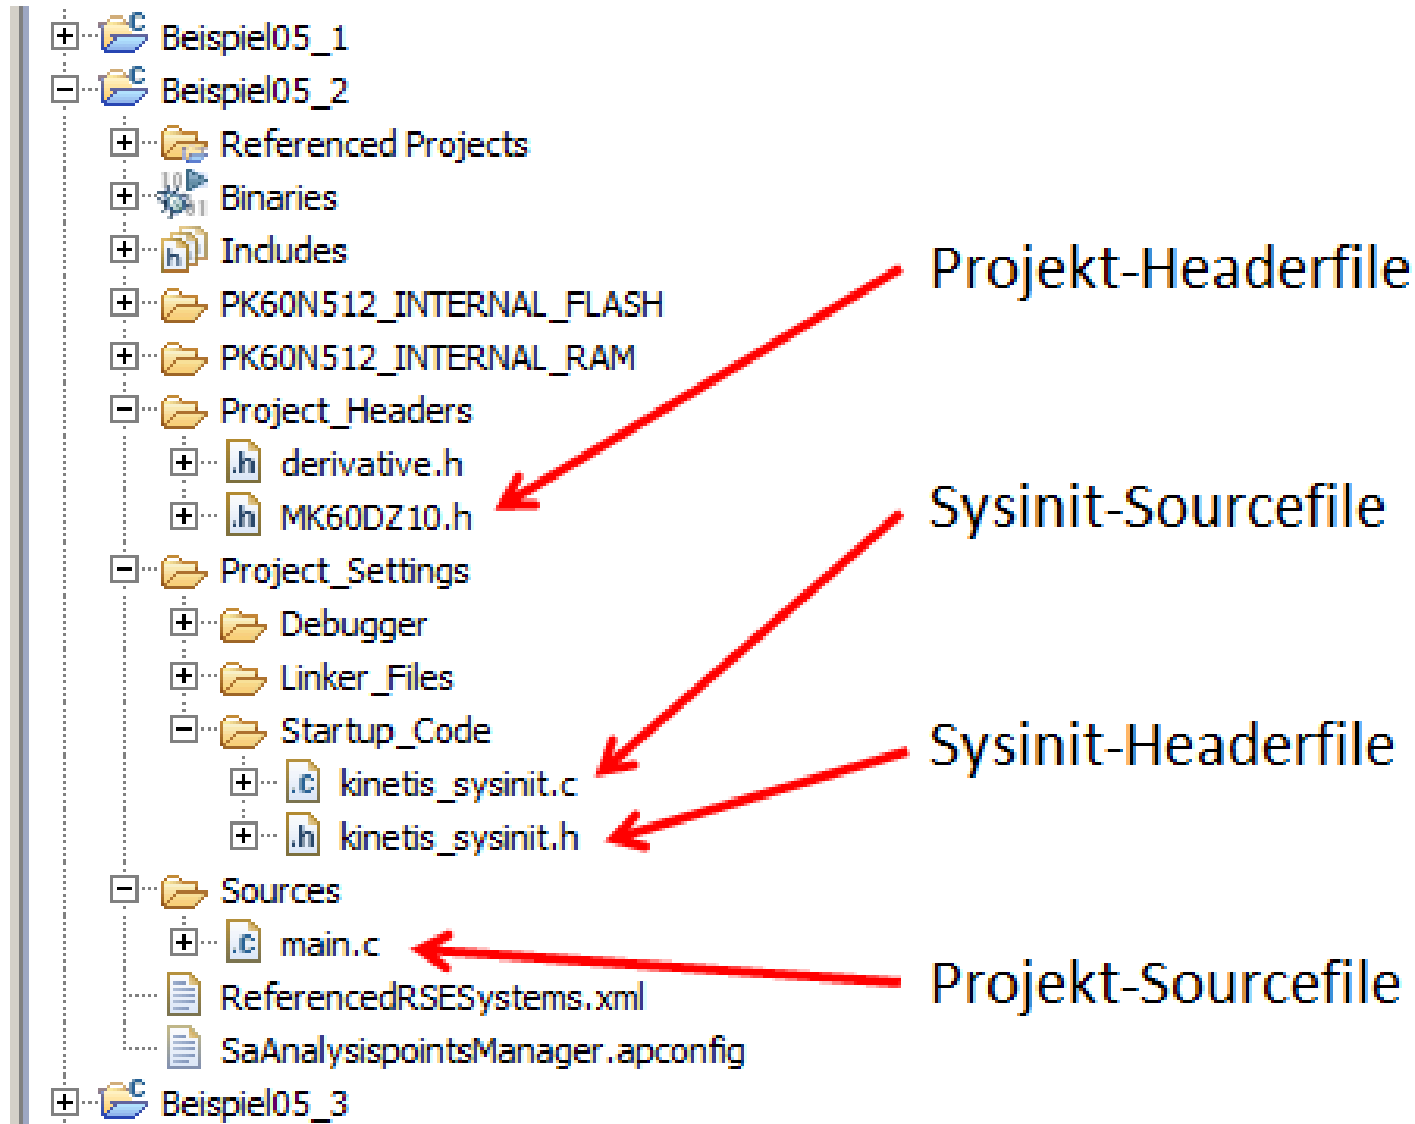 Beispiel05_1
Beispiel05_2
Referenced Projects
Binaries
Includes
PK60N512_INTERNAL_FLASH
PK60N512_INTERNAL_RAM
Project_Headers
derivative.h
MK60DZ10.h
Project_Settings
Debugger
Linker_Files
Startup_Code
kinetis_sysinit.c
kinetis_sysinit.h
Sources
main.c
ReferencedRSESystems.xml
SaAnalysispointsManager.apconfig
Beispiel05_3
Projekt-Headerfile
Sysinit-Sourcefile
Sysinit-Headerfile
Projekt-Sourcefile